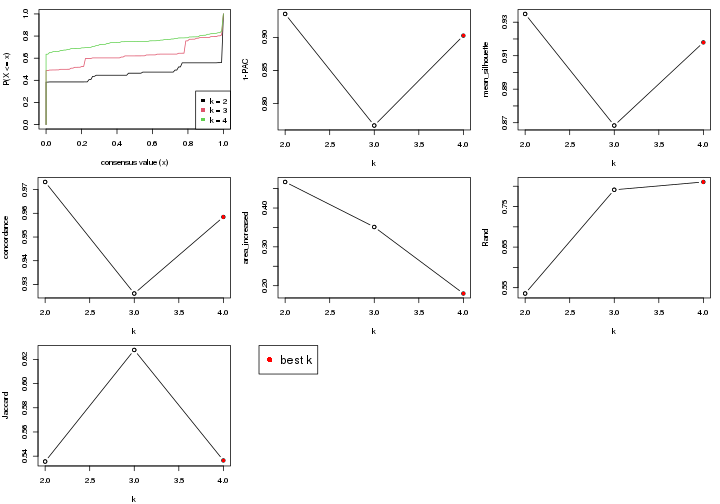 P(X <= x)
1.0
0.8
0.6
0.4
0.2
0.0
k = 2
k = 3
k = 4
0.0 0.2 0.4 0.6 0.8 1.0
consensus value (x)
1-PAC
0.90
0.85
0.80
2.0 2.5 3.0 3.5 4.0
k
mean_silhouette
0.93
0.91
0.89
0.87
2.0 2.5 3.0 3.5 4.0
k
concordance
0.97
0.96
0.95
0.94
0.93
2.0 2.5 3.0 3.5 4.0
k
area_increased
0.40
0.30
0.20
2.0 2.5 3.0 3.5 4.0
k
Rand
0.75
0.65
0.55
2.0 2.5 3.0 3.5 4.0
k
Jaccard
0.62
0.60
0.58
0.56
0.54
2.0 2.5 3.0 3.5 4.0
k
best k